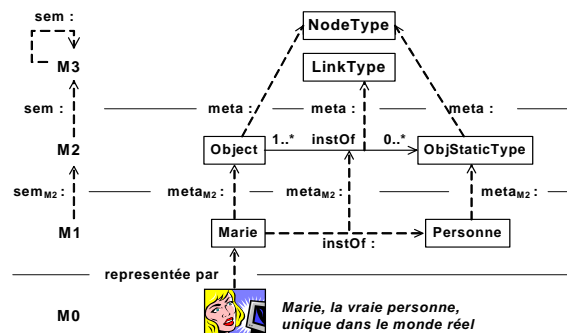 sem :
NodeType
M3
LinkType
sem : meta : meta : meta :
M2
Object 1..* instOf 0..* ObjStaticType
semM2 : metaM2 : metaM2 : metaM2 :
M1
Marie instOf : Personne
représentée par
M0
Marie, la vraie personne,
unique dans le monde réel